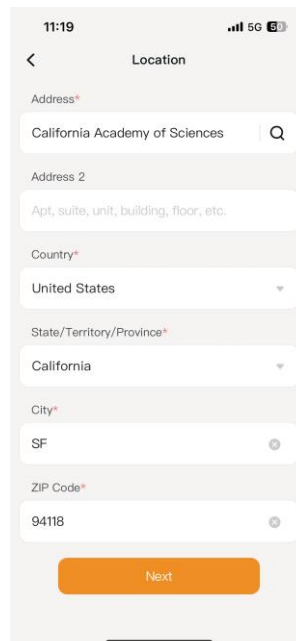 11:19
5G 50
Location
Address*
California Academy of Sciences
Address 2
Apt, suite, unit, building, floor, etc.
Country*
United States
State/Territory/Province*
California
City*
SF
ZIP Code*
94118
Next